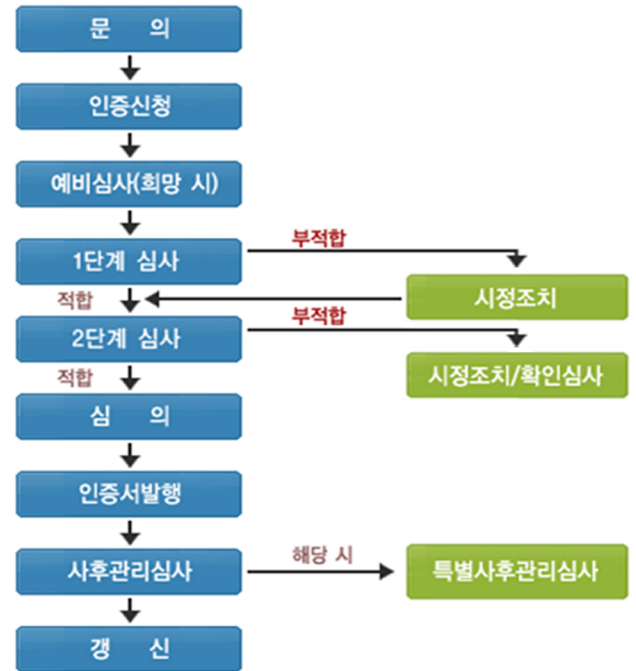 문 의
인증신청
예비심사(희망 시)
1단계 심사
부적합
시정조치
적합
2단계 심사
부적합
시정조치/확인심사
적합
심 의
인증서발행
사후관리심사
해당 시
특별사후관리심사
갱 신